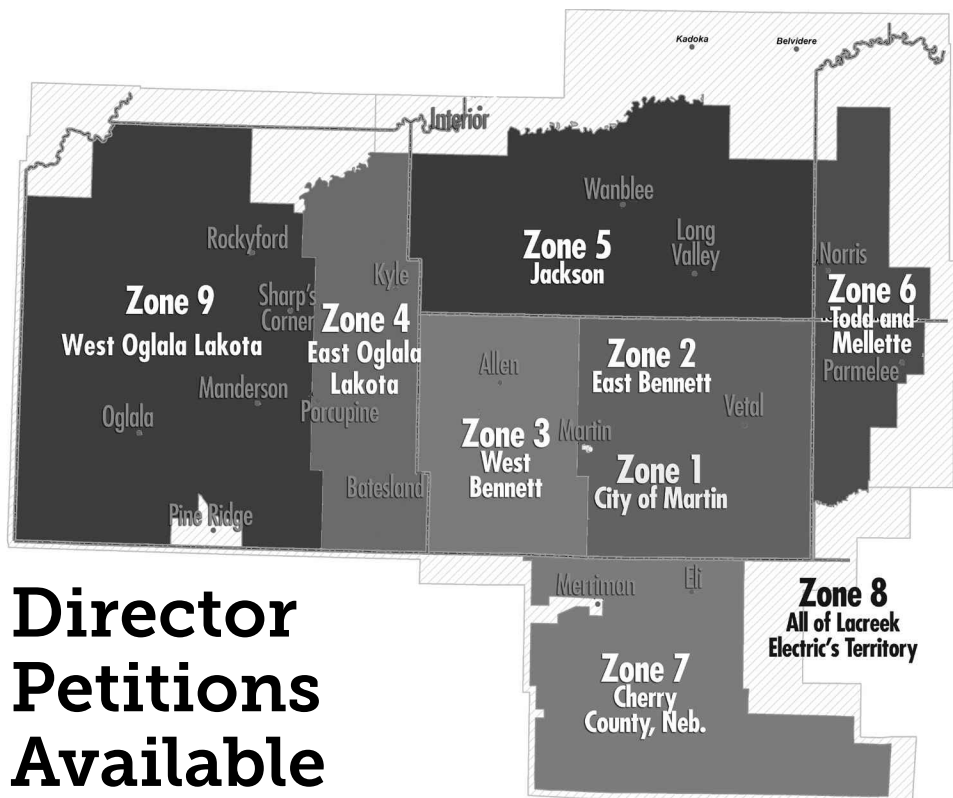 Kadoka
Belvidere
Interior
Wanblee
Rockyford
Long
Valley
Zone 5
Jackson
Norris
Kyle
Zone 9
West Oglala Lakota
Sharp's
Corner
Zone 4
East Oglala
Lakota
Zone 6
Todd and
Mellette
Parmelee
Allen
Zone 2
East Bennett
Manderson
Oglala
Porcupine
Vetal
Zone 3
West
Bennett
Martin
Zone 1
City of Martin
Batesland
Pine Ridge
Merriman
Eli
Zone 8
All of Lacreek
Electric's Territory
Zone 7
Cherry
County, Neb.
Director
Petitions
Available